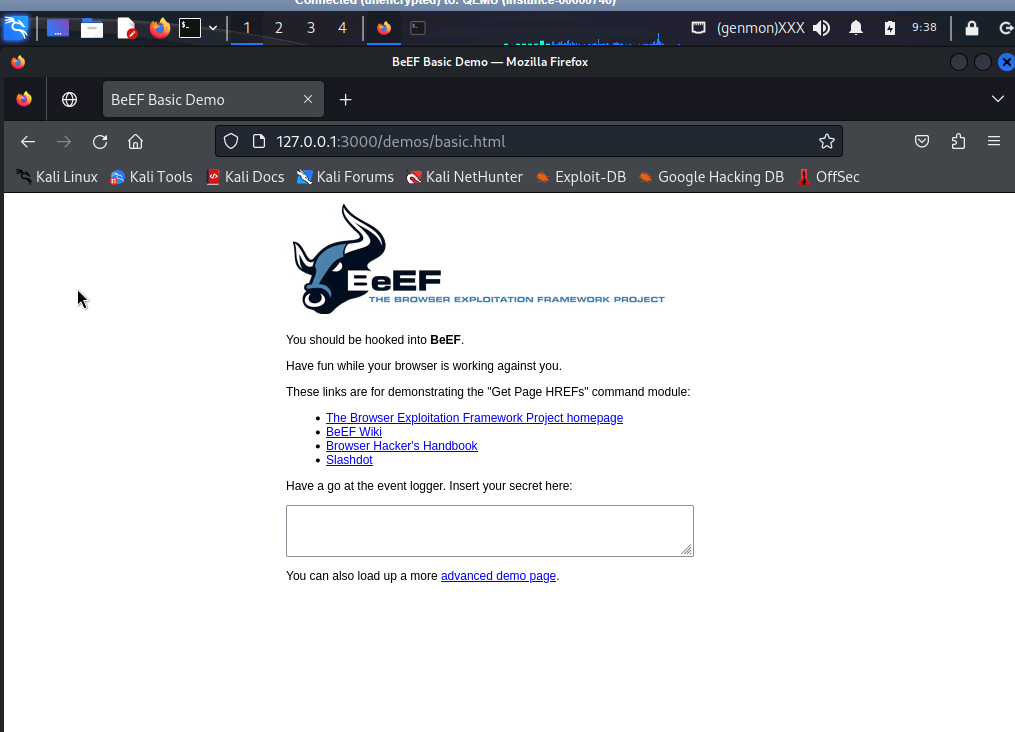 Connected (unencrypted) to: QEMU (instance-00000740)
1 2 3 4 (genmon)XXX 9:38
BeEF Basic Demo — Mozilla Firefox
BeEF Basic Demo
127.0.0.1:3000/demos/basic.html
Kali Linux Kali Tools Kali Docs Kali Forums Kali NetHunter Exploit-DB Google Hacking DB OffSec
BeEF
THE BROWSER EXPLOITATION FRAMEWORK PROJECT
You should be hooked into BeEF.
Have fun while your browser is working against you.
These links are for demonstrating the "Get Page HREFs" command module:
The Browser Exploitation Framework Project homepage
BeEF Wiki
Browser Hacker's Handbook
Slashdot
Have a go at the event logger. Insert your secret here:
You can also load up a more advanced demo page.